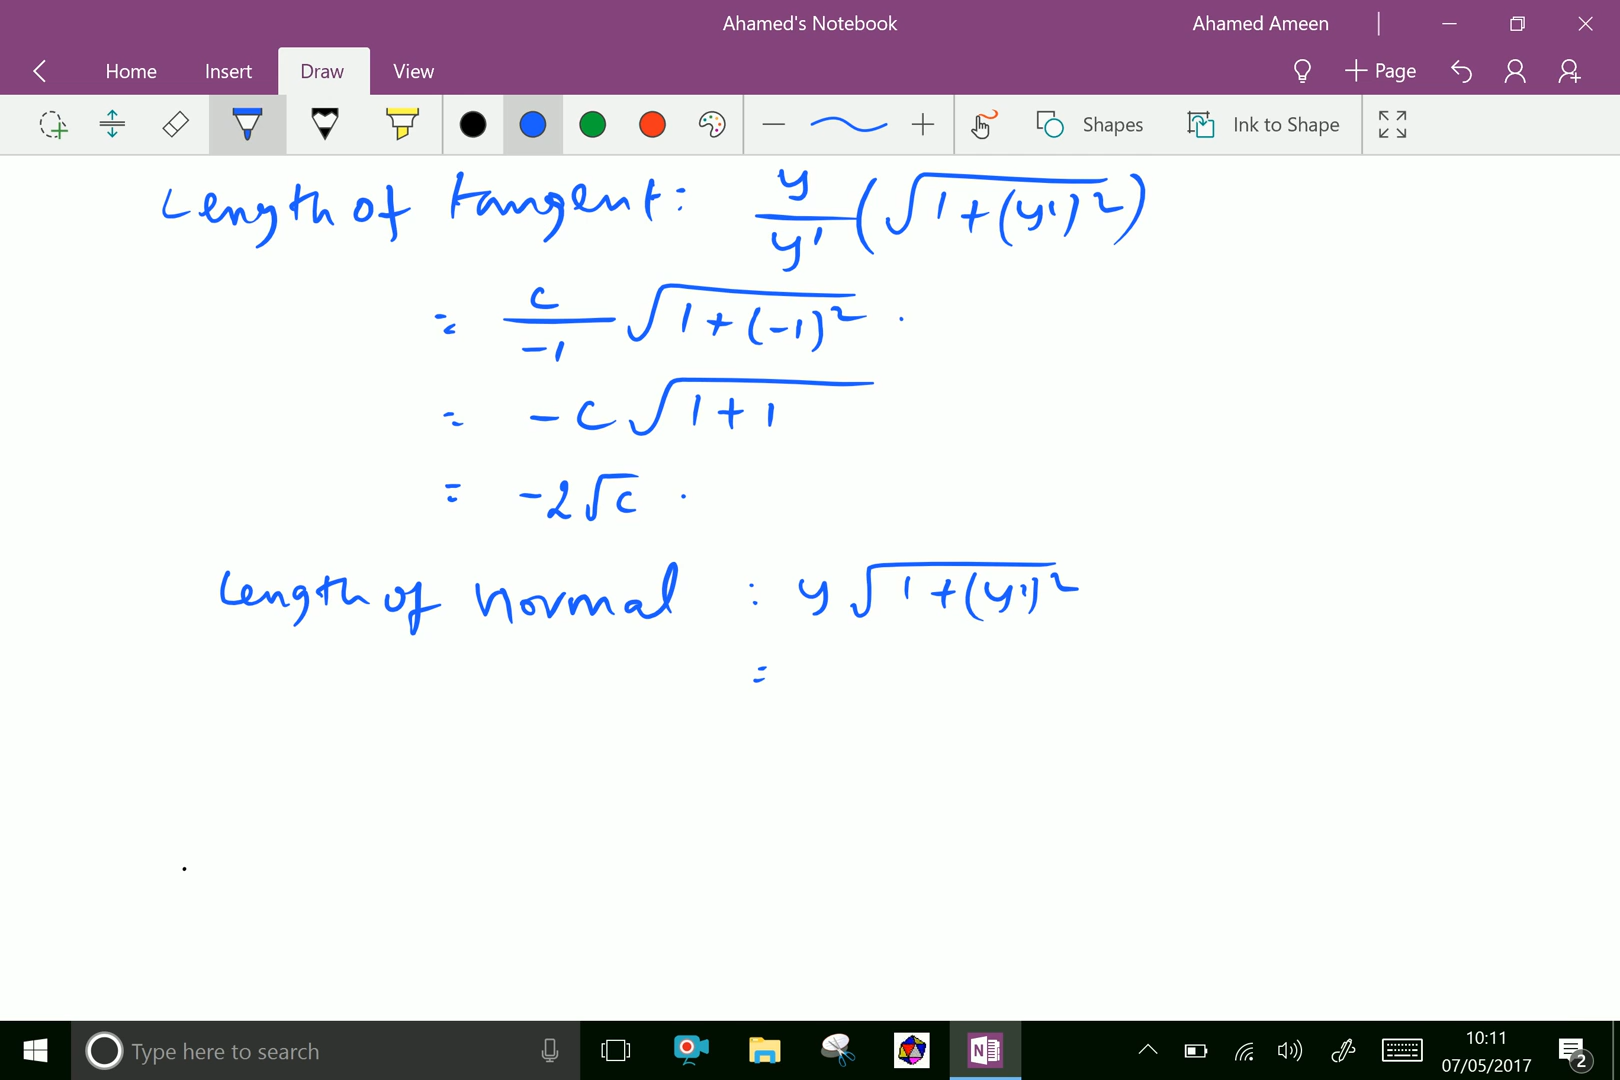 Ahamed's Notebook
Ahamed Ameen
Home Insert Draw View
+ Page
Shapes Ink to Shape
Length of tangent: y/y' (√1+(y')²)
= c/-1 √1+(-1)² .
= -c√1+1
= -2√c .
Length of normal : y√1+(y')²
=
Type here to search
10:11
07/05/2017
2